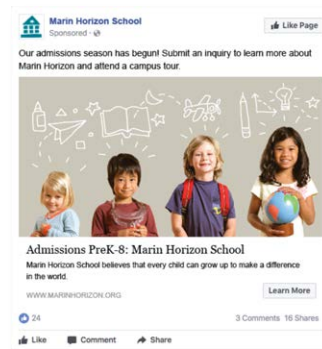 Marin Horizon School
Sponsored ·
Like Page
Our admissions season has begun! Submit an inquiry to learn more about
Marin Horizon and attend a campus tour.
Admissions PreK-8: Marin Horizon School
Marin Horizon School believes that every child can grow up to make a difference
in the world.
WWW.MARINHORIZON.ORG
Learn More
24
3 Comments 16 Shares
Like Comment Share